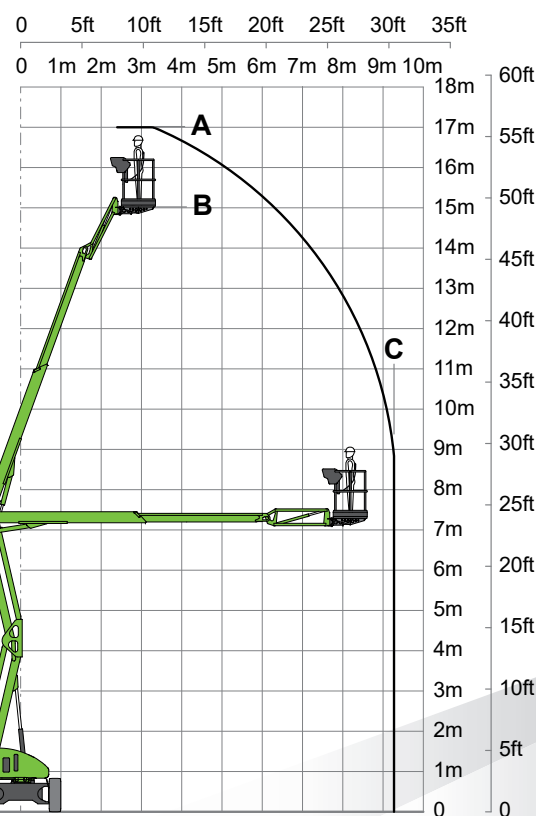 0 5ft 10ft 15ft 20ft 25ft 30ft 35ft
0 1m 2m 3m 4m 5m 6m 7m 8m 9m 10m
18m 60ft
A 17m 55ft
16m
B 15m 50ft
14m 45ft
13m
12m 40ft
C
11m 35ft
10m
9m 30ft
8m 25ft
7m
6m 20ft
5m 15ft
4m
3m 10ft
2m 5ft
1m
0 0